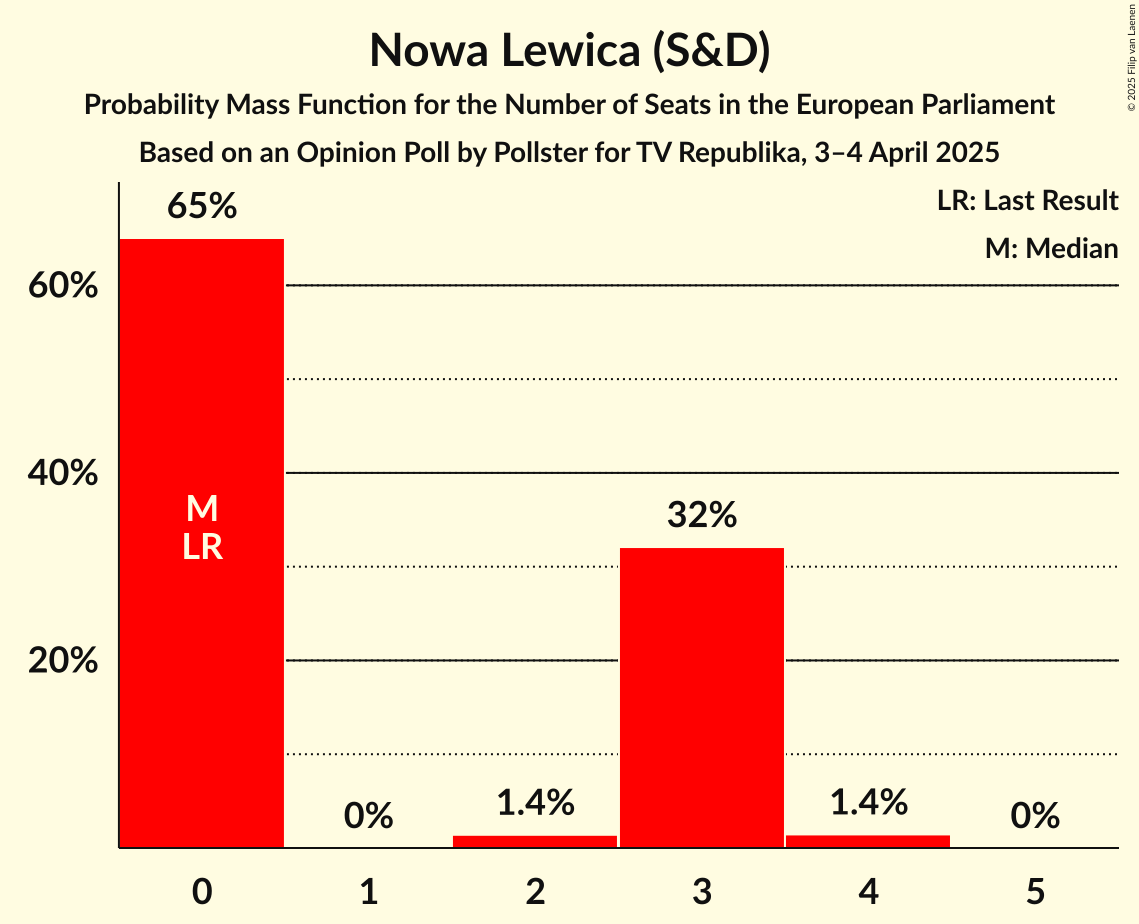 Nowa Lewica (S&D)
Probability Mass Function for the Number of Seats in the European Parliament
Based on an Opinion Poll by Pollster for TV Republika, 3–4 April 2025
© 2025 Filip van Laenen
LR: Last Result
M: Median
65%
60%
40%
20%
M
LR
0%
1.4%
32%
1.4%
0%
0
1
2
3
4
5